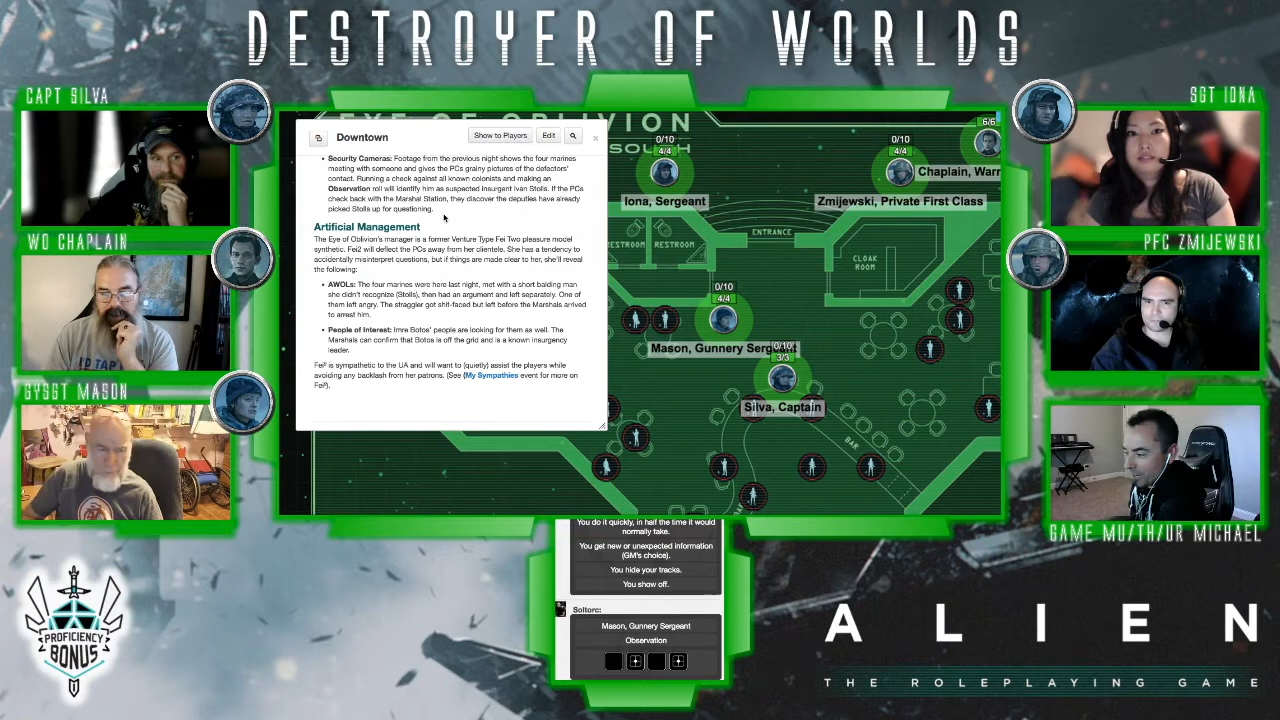 DESTROYER OF WORLDS
CAPT SILVA
SGT IONA
WO CHAPLAIN
PFC ZMIJEWSKI
GYSGT MASON
GAME MU/TH/UR MICHAEL
EYE OF OBLIVION
SOUTH
Downtown
Show to Players
Edit
• Security Cameras: Footage from the previous night shows the four marines
meeting with someone and gives the PCs grainy pictures of the defectors'
contact. Running a check against all known colonists and making an
Observation roll will identify him as suspected insurgent Ivan Stolls. If the PCs
check back with the Marshal Station, they discover the deputies have already
picked Stolls up for questioning.
Artificial Management
The Eye of Oblivion's manager is a former Venture Type Fei Two pleasure model
synthetic. Fei2 will deflect the PCs away from her clientele. She has a tendency to
accidentally misinterpret questions, but if things are made clear to her, she'll reveal
the following:
• AWOLs: The four marines were here last night, met with a short balding man
she didn't recognize (Stolls), then had an argument and left separately. One of
them left angry. The straggler got shit-faced but left before the Marshals arrived
to arrest him.
• People of Interest: Imre Botos' people are looking for them as well. The
Marshals can confirm that Botos is off the grid and is a known insurgency
leader.
Fei² is sympathetic to the UA and will want to (quietly) assist the players while
avoiding any backlash from her patrons. (See (My Sympathies event for more on
Fei²).
0/10
4/4
Iona, Sergeant
0/10
4/4
Zmijewski, Private First Class
6/6
Chaplain, Warr
RESTROOM
RESTROOM
ENTRANCE
CLOAK
ROOM
0/10
4/4
Mason, Gunnery Serg
0/10
3/3
Silva, Captain
BAR
You do it quickly, in half the time it would
normally take.
You get new or unexpected information
(GM's choice).
You hide your tracks.
You show off.
Soltorc:
Mason, Gunnery Sergeant
Observation
PROFICIENCY
BONUS
ALIEN
THE ROLEPLAYING GAME